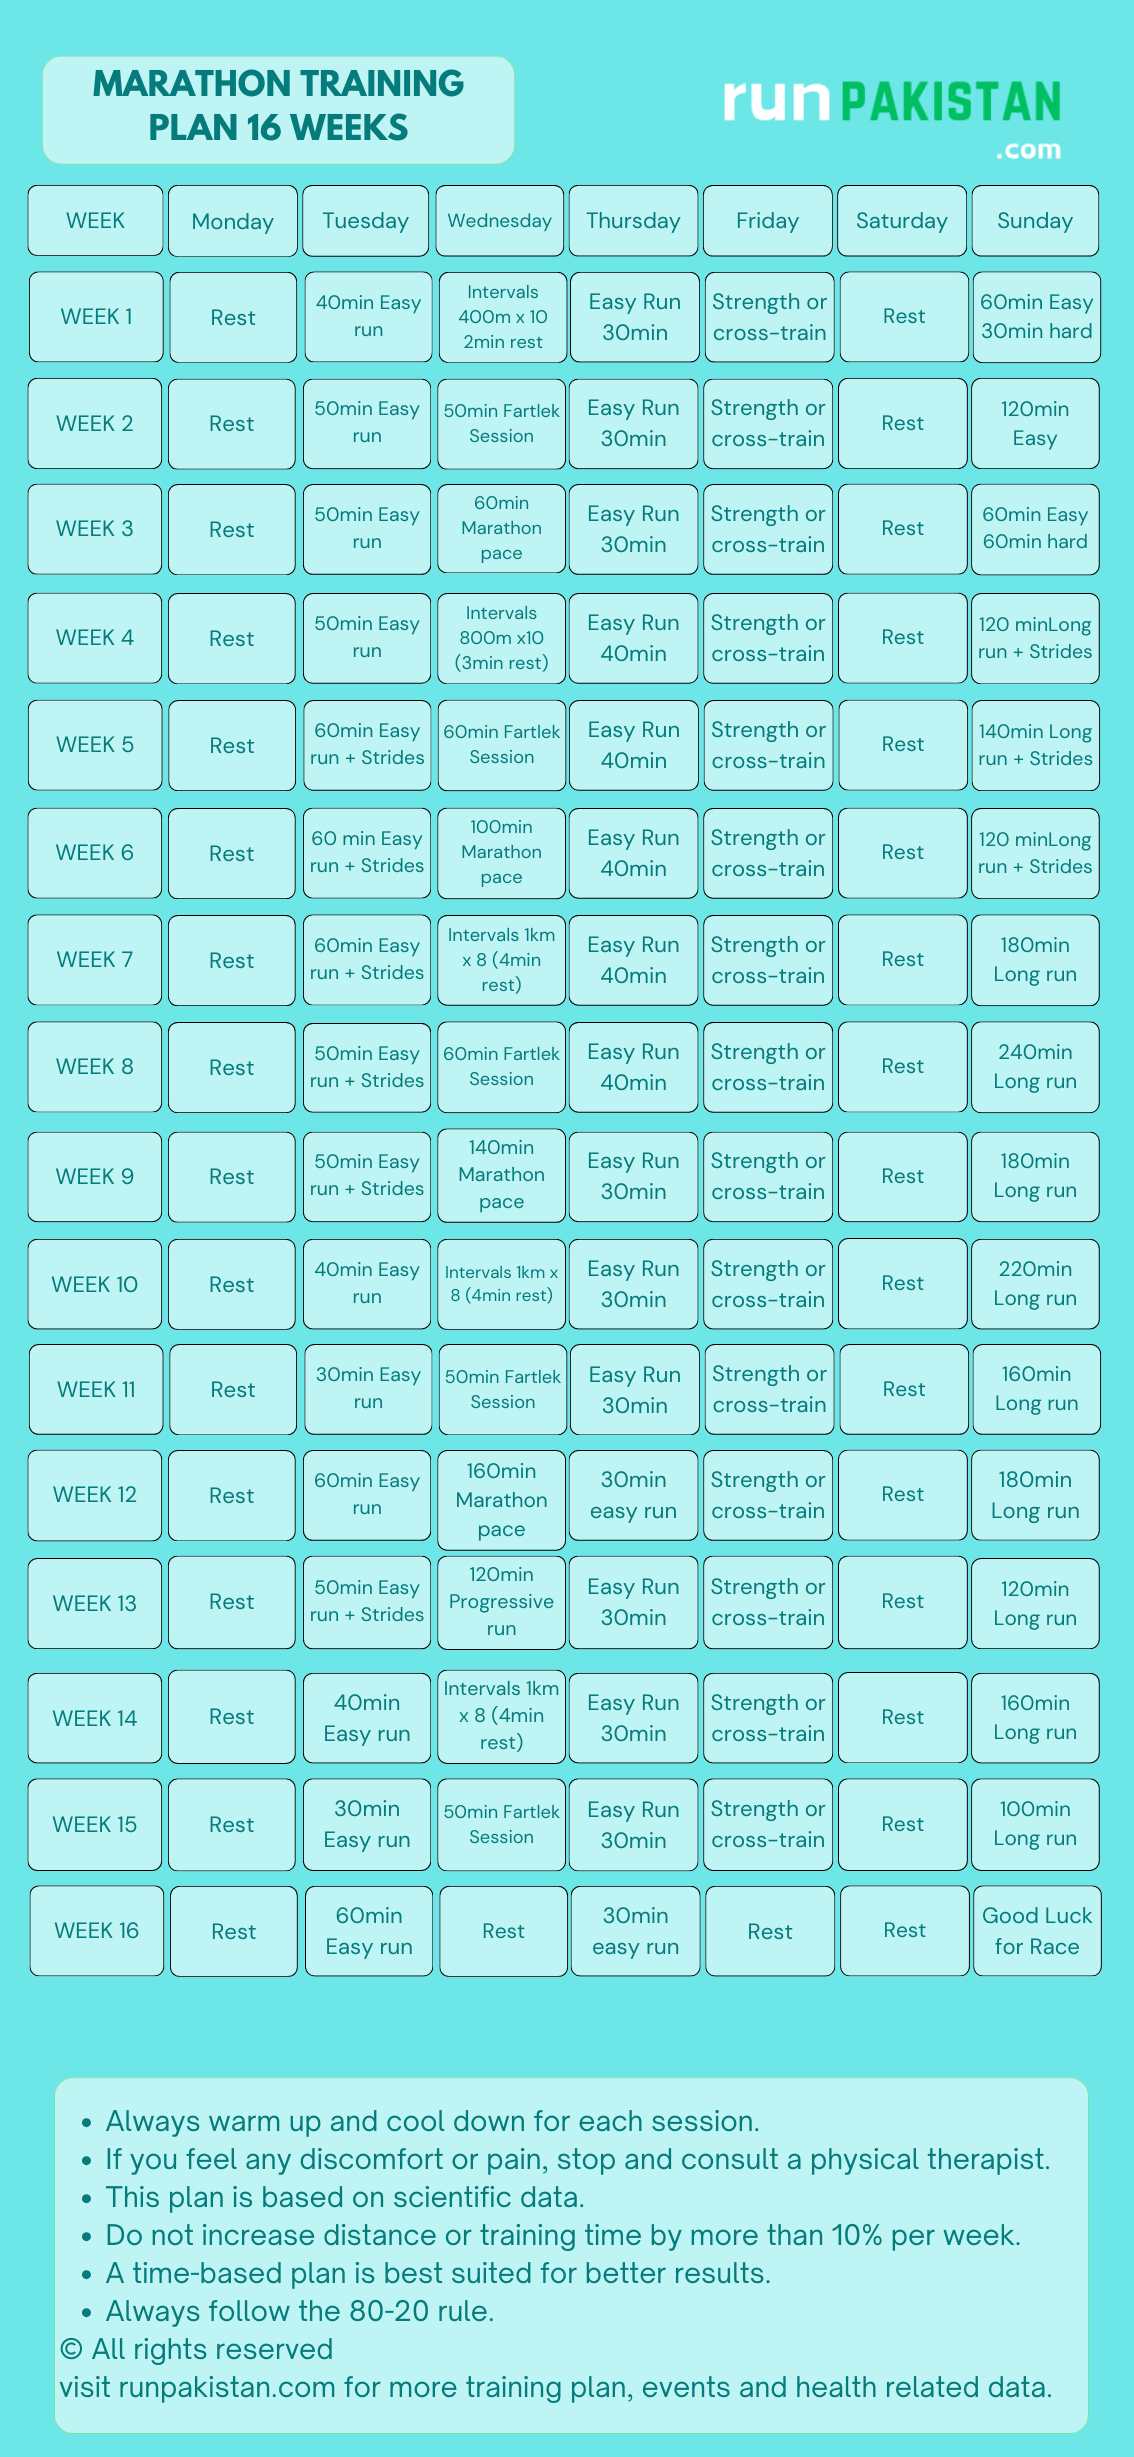 MARATHON TRAINING
PLAN 16 WEEKS
run PAKISTAN
.com
WEEK Monday Tuesday Wednesday Thursday Friday Saturday Sunday
WEEK 1
Rest
40min Easy
run
Intervals
400m x 10
2min rest
Easy Run
30min
Strength or
cross-train
Rest
60min Easy
30min hard
WEEK 2
Rest
50min Easy
run
50min Fartlek
Session
Easy Run
30min
Strength or
cross-train
Rest
120min
Easy
WEEK 3
Rest
50min Easy
run
60min
Marathon
pace
Easy Run
30min
Strength or
cross-train
Rest
60min Easy
60min hard
WEEK 4
Rest
50min Easy
run
Intervals
800m x10
(3min rest)
Easy Run
40min
Strength or
cross-train
Rest
120 minLong
run + Strides
WEEK 5
Rest
60min Easy
run + Strides
60min Fartlek
Session
Easy Run
40min
Strength or
cross-train
Rest
140min Long
run + Strides
WEEK 6
Rest
60 min Easy
run + Strides
100min
Marathon
pace
Easy Run
40min
Strength or
cross-train
Rest
120 minLong
run + Strides
WEEK 7
Rest
60min Easy
run + Strides
Intervals 1km
x 8 (4min
rest)
Easy Run
40min
Strength or
cross-train
Rest
180min
Long run
WEEK 8
Rest
50min Easy
run + Strides
60min Fartlek
Session
Easy Run
40min
Strength or
cross-train
Rest
240min
Long run
WEEK 9
Rest
50min Easy
run + Strides
140min
Marathon
pace
Easy Run
30min
Strength or
cross-train
Rest
180min
Long run
WEEK 10
Rest
40min Easy
run
Intervals 1km x
8 (4min rest)
Easy Run
30min
Strength or
cross-train
Rest
220min
Long run
WEEK 11
Rest
30min Easy
run
50min Fartlek
Session
Easy Run
30min
Strength or
cross-train
Rest
160min
Long run
WEEK 12
Rest
60min Easy
run
160min
Marathon
pace
30min
easy run
Strength or
cross-train
Rest
180min
Long run
WEEK 13
Rest
50min Easy
run + Strides
120min
Progressive
run
Easy Run
30min
Strength or
cross-train
Rest
120min
Long run
WEEK 14
Rest
40min
Easy run
Intervals 1km
x 8 (4min
rest)
Easy Run
30min
Strength or
cross-train
Rest
160min
Long run
WEEK 15
Rest
30min
Easy run
50min Fartlek
Session
Easy Run
30min
Strength or
cross-train
Rest
100min
Long run
WEEK 16
Rest
60min
Easy run
Rest
30min
easy run
Rest
Rest
Good Luck
for Race
• Always warm up and cool down for each session.
• If you feel any discomfort or pain, stop and consult a physical therapist.
• This plan is based on scientific data.
• Do not increase distance or training time by more than 10% per week.
• A time-based plan is best suited for better results.
• Always follow the 80-20 rule.
© All rights reserved
visit runpakistan.com for more training plan, events and health related data.